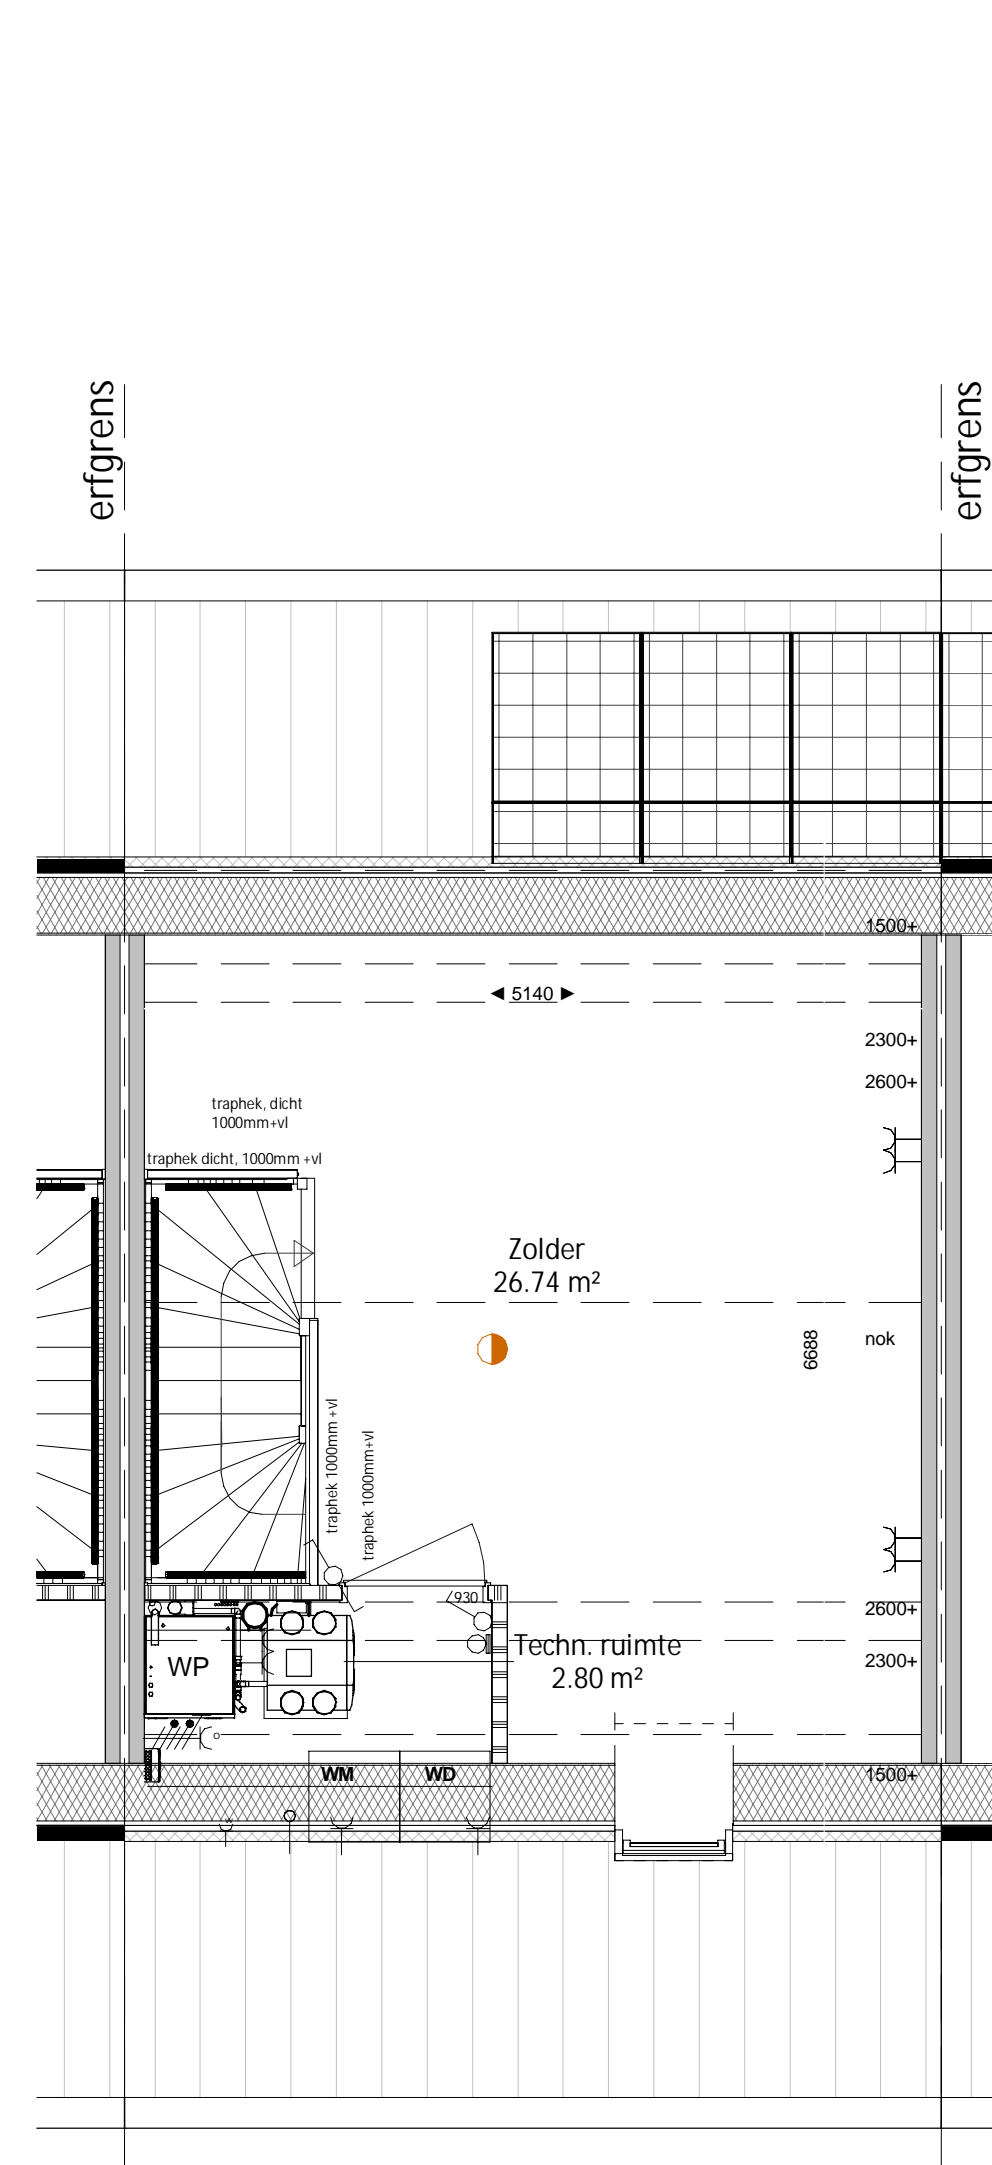 erfgrens
erfgrens
1500+
5140
2300+
2600+
traphek, dicht
1000mm+vl
traphek dicht, 1000mm +vl
Zolder
26.74 m²
6688
nok
traphek 1000mm +vl
traphek 1000mm+vl
930
2600+
Techn. ruimte
2.80 m²
2300+
WP
WM
WD
1500+